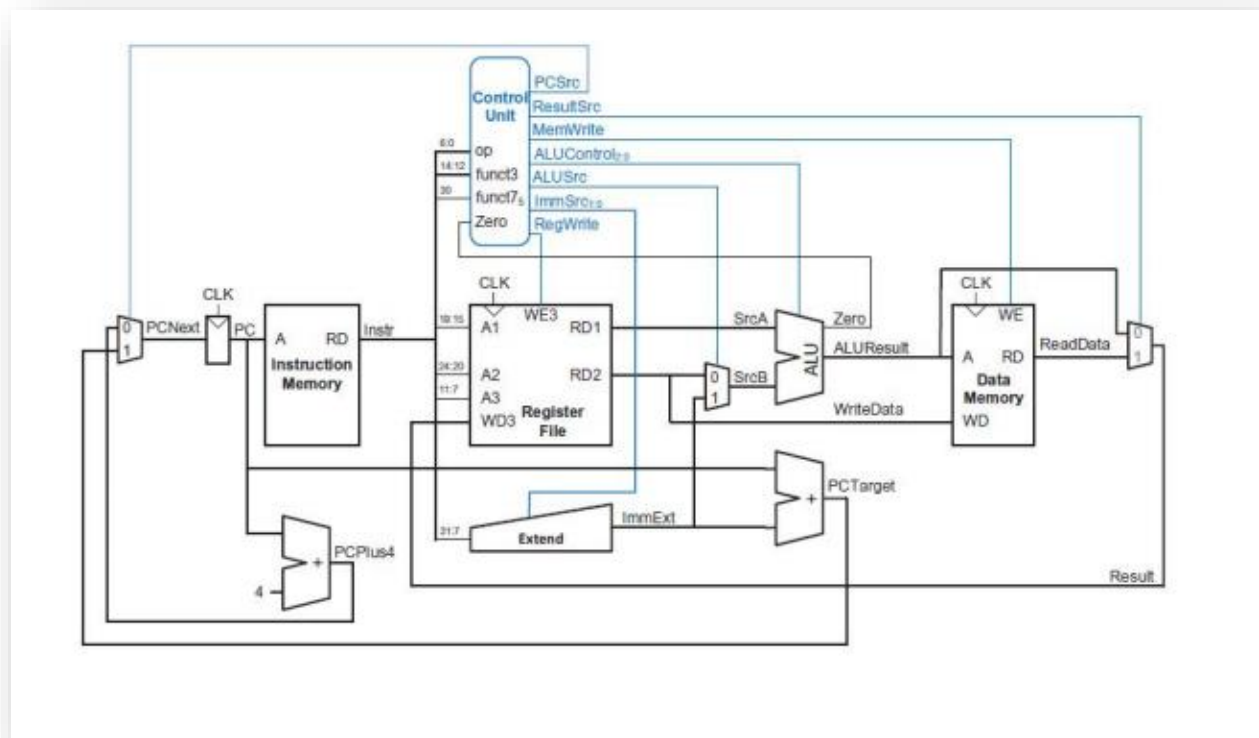 PCSrc
Control
Unit
ResultSrc
MemWrite
ALUControl2:0
ALUSrc
ImmSrc1:0
RegWrite
6:0
op
14:12
funct3
30
funct75
Zero
CLK
PCNext
PC
0
1
A
RD
Instruction
Memory
Instr
CLK
19:15
A1
WE3
RD1
24:20
A2
RD2
11:7
A3
WD3
Register
File
SrcA
0
1
SrcB
ALU
Zero
ALUResult
WriteData
CLK
WE
A
RD
Data
Memory
WD
ReadData
0
1
31:7
Extend
ImmExt
+
PCTarget
4
+
PCPlus4
Result